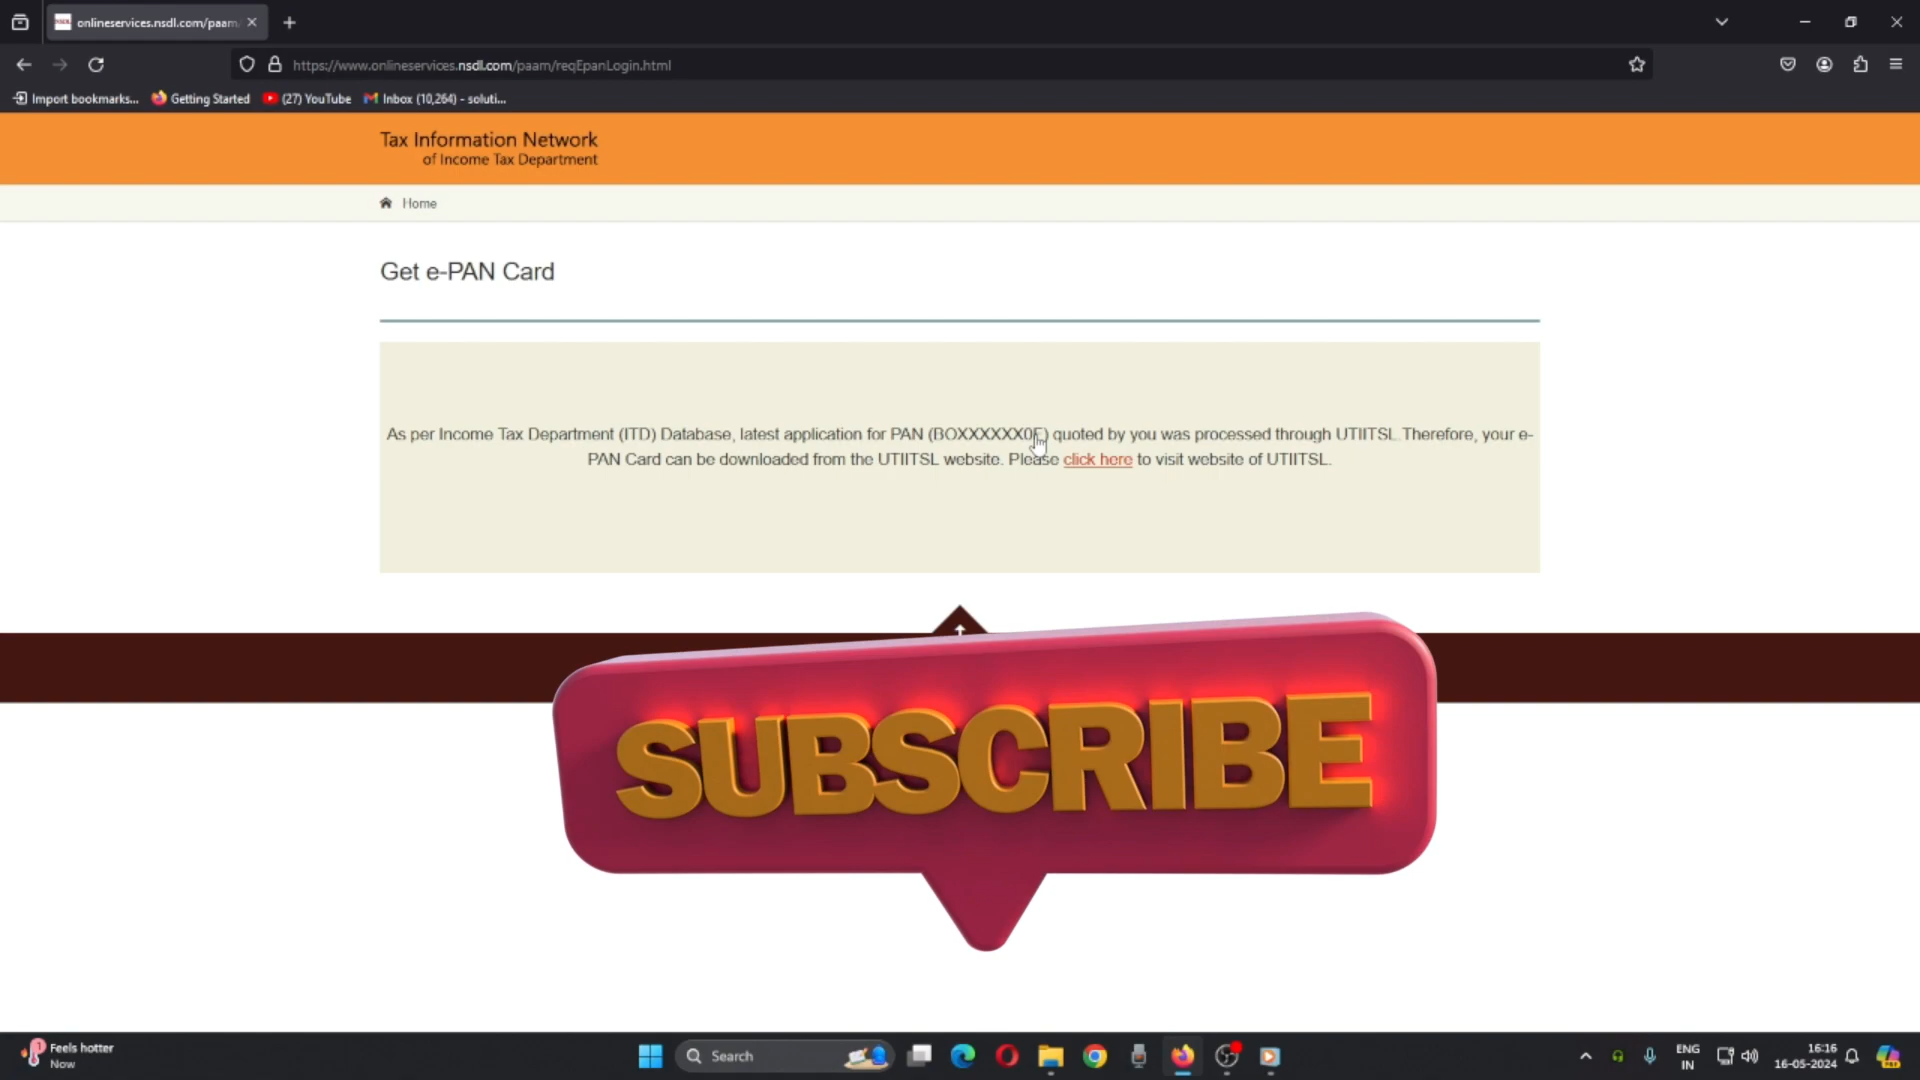 onlineservices.nsdl.com/paam
https://www.onlineservices.nsdl.com/paam/reqEpanLogin.html
Import bookmarks...
Getting Started
(27) YouTube
Inbox (10,264) - soluti...
Tax Information Network
of Income Tax Department
Home
Get e-PAN Card
As per Income Tax Department (ITD) Database, latest application for PAN (BOXXXXXX0F) quoted by you was processed through UTIITSL.Therefore, your e-
PAN Card can be downloaded from the UTIITSL website. Please click here to visit website of UTIITSL.
SUBSCRIBE
1
Feels hotter
Now
Search
ENG
IN
16:16
16-05-2024